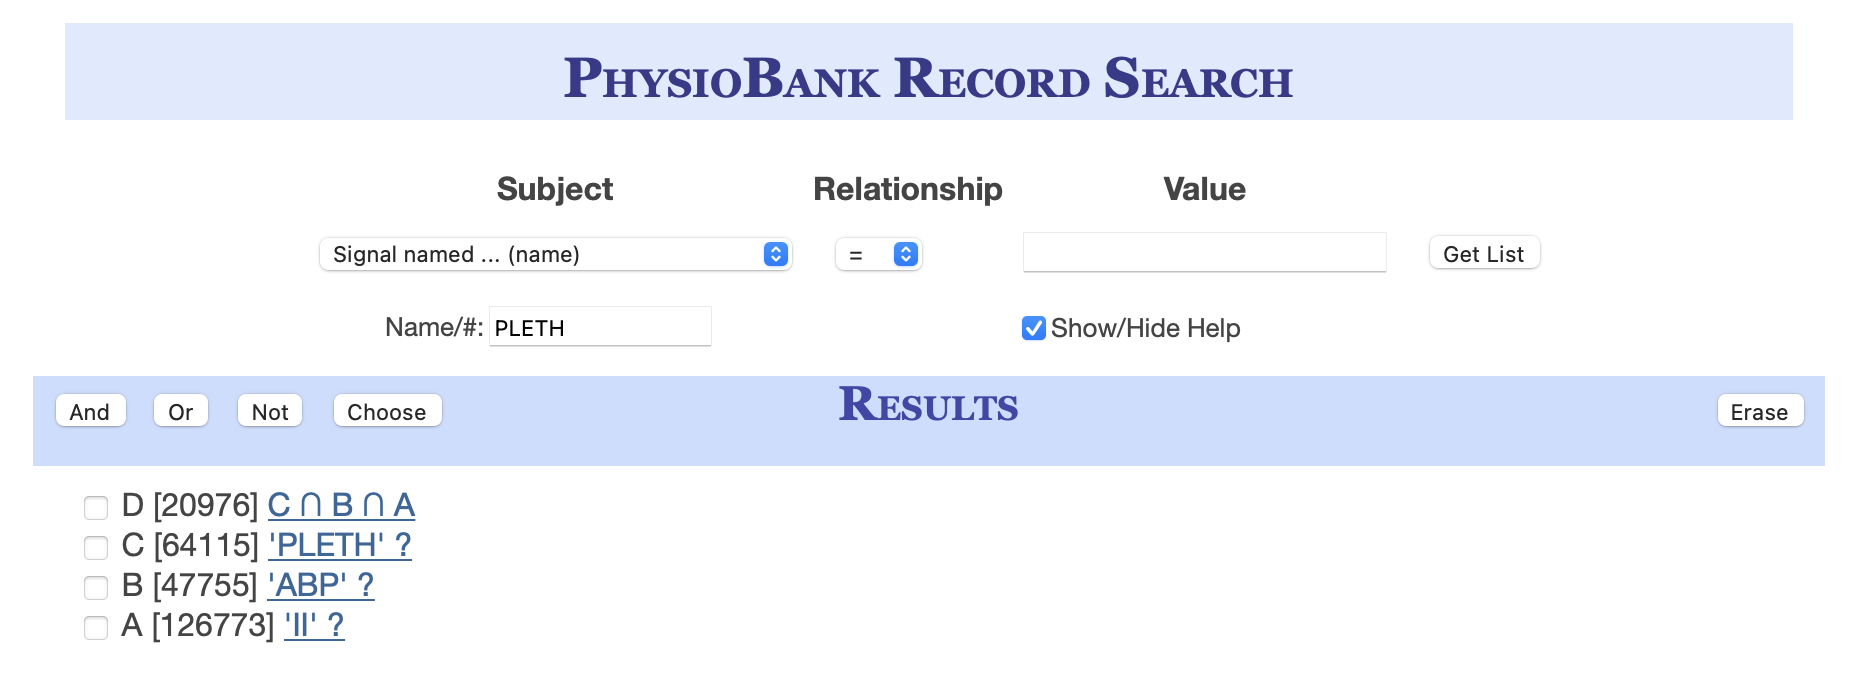 PhysioBank Record Search
Subject Relationship Value
Signal named ... (name) = Get List
Name/#: PLETH Show/Hide Help
And Or Not Choose Results Erase
D [20976] C ∩ B ∩ A
C [64115] 'PLETH' ?
B [47755] 'ABP' ?
A [126773] 'II' ?